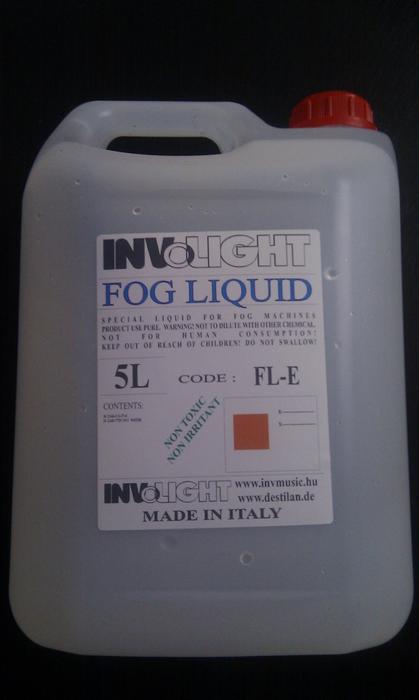 INVOLIGHT
FOG LIQUID
SPECIAL LIQUID FOR FOG MACHINES
PRODUCT USE PURE. WARNING! NOT TO DILUTE WITH OTHER CHEMICAL.
NOT FOR HUMAN CONSUMPTION!
KEEP OUT OF REACH OF CHILDREN! DO NOT SWALLOW!
5L CODE: FL-E
CONTENTS:
NON TOXIC
NON IRRITANT
INVOLIGHT
www.invmusic.hu
www.destilan.de
MADE IN ITALY